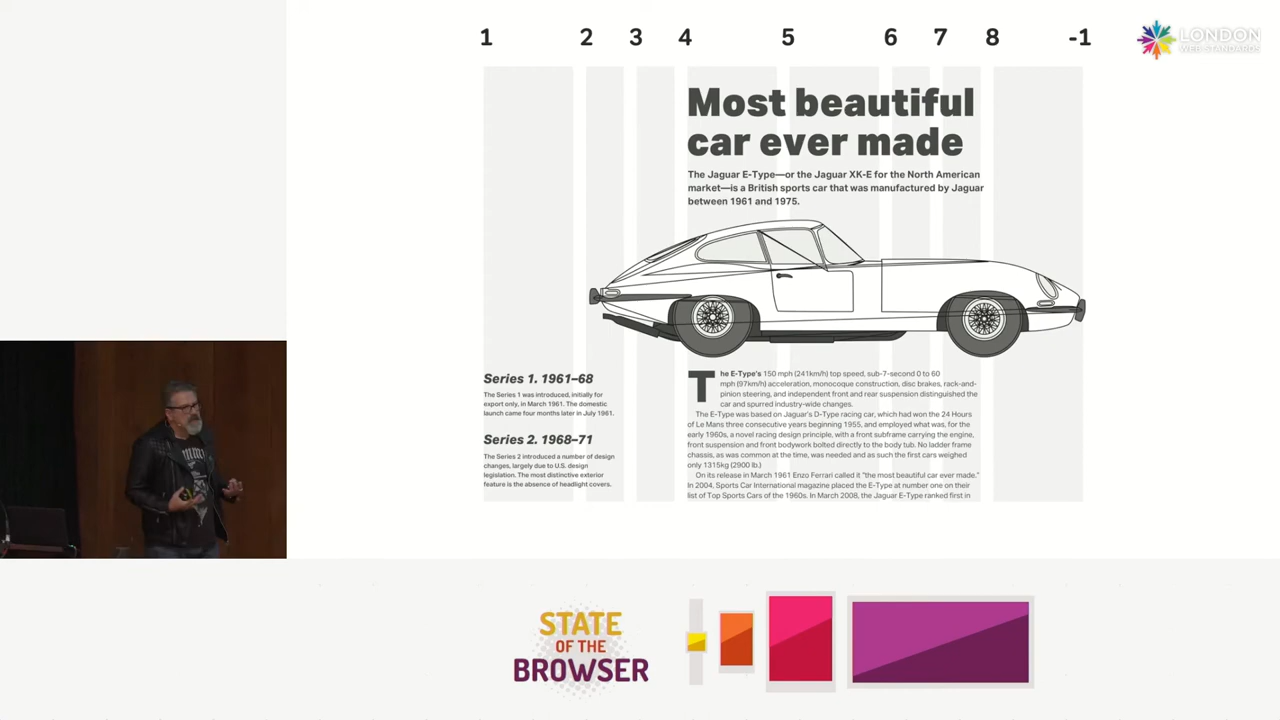 1 2 3 4 5 6 7 8 -1
LONDON
WEB STANDARDS
Most beautiful
car ever made
The Jaguar E-Type—or the Jaguar XK-E for the North American
market—is a British sports car that was manufactured by Jaguar
between 1961 and 1975.
Series 1. 1961–68
The Series 1 was introduced, initially for
export only, in March 1961. The domestic
launch came four months later in July 1961.
Series 2. 1968–71
The Series 2 introduced a number of design
changes, largely due to U.S. design
legislation. The most distinctive exterior
feature is the absence of headlight covers.
The E-Type's 150 mph (241km/h) top speed, sub-7-second 0 to 60
mph (97km/h) acceleration, monocoque construction, disc brakes, rack-and-
pinion steering, and independent front and rear suspension distinguished the
car and spurred industry-wide changes.
The E-Type was based on Jaguar's D-Type racing car, which had won the 24 Hours
of Le Mans three consecutive years beginning 1955, and employed what was, for the
early 1960s, a novel racing design principle, with a front subframe carrying the engine,
front suspension and front bodywork bolted directly to the body tub. No ladder frame
chassis, as was common at the time, was needed and as such the first cars weighed
only 1315kg (2900 lb.)
On its release in March 1961 Enzo Ferrari called it "the most beautiful car ever made."
In 2004, Sports Car International magazine placed the E-Type at number one on their
list of Top Sports Cars of the 1960s. In March 2008, the Jaguar E-Type ranked first in
STATE
OF THE
BROWSER